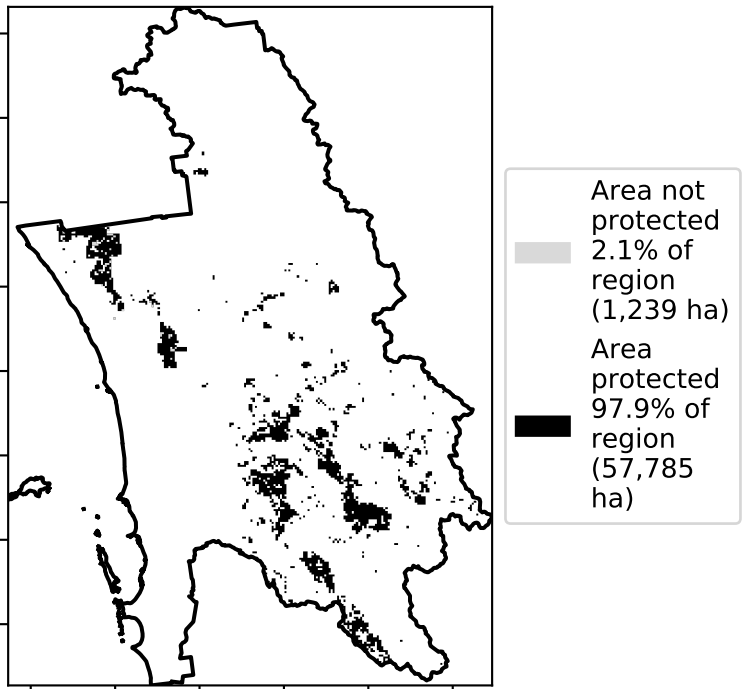 Area not
protected
2.1% of
region
(1,239 ha)
Area
protected
97.9% of
region
(57,785
ha)